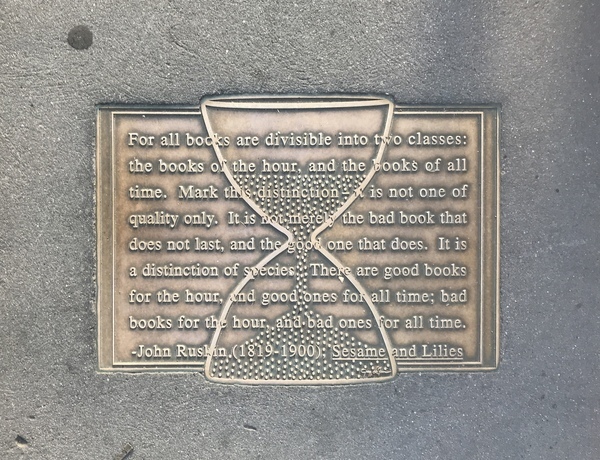 For all books are divisible into two classes:
the books of the hour, and the books of all
time. Mark this distinction - it is not one of
quality only. It is not merely the bad book that
does not last, and the good one that does. It is
a distinction of species. There are good books
for the hour, and good ones for all time; bad
books for the hour, and bad ones for all time.
-John Ruskin (1819-1900); Sesame and Lilies